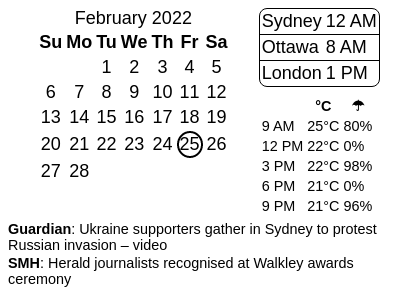 February 2022
Su Mo Tu We Th Fr Sa
1 2 3 4 5
6 7 8 9 10 11 12
13 14 15 16 17 18 19
20 21 22 23 24 25 26
27 28
Sydney 12 AM
Ottawa 8 AM
London 1 PM
°C ☂
9 AM 25°C 80%
12 PM 22°C 0%
3 PM 22°C 98%
6 PM 21°C 0%
9 PM 21°C 96%
Guardian: Ukraine supporters gather in Sydney to protest
Russian invasion – video
SMH: Herald journalists recognised at Walkley awards
ceremony